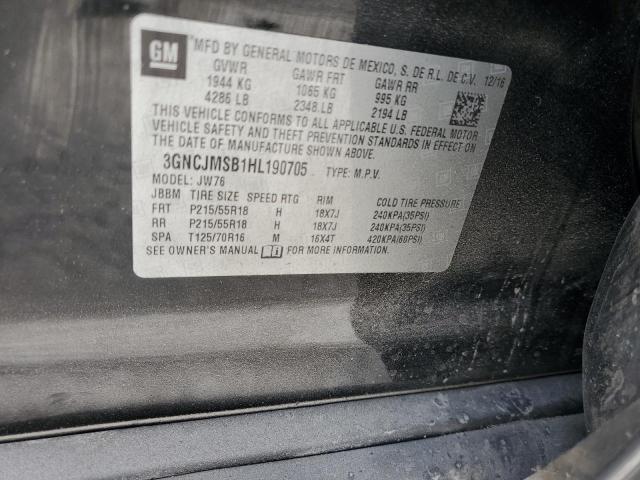 GM
MFD BY GENERAL MOTORS DE MEXICO, S. DE R.L. DE C.V. 12/16
GVWR GAWR FRT GAWR RR
1944 KG 1065 KG 995 KG
4286 LB 2348 LB 2194 LB
THIS VEHICLE CONFORMS TO ALL APPLICABLE U.S. FEDERAL MOTOR
VEHICLE SAFETY AND THEFT PREVENTION STANDARDS IN EFFECT ON
THE DATE OF MANUFACTURE SHOWN ABOVE.
3GNCJMSB1HL190705 TYPE: M.P.V.
MODEL: JW76
JBBM TIRE SIZE SPEED RTG RIM COLD TIRE PRESSURE
FRT P215/55R18 H 18X7J 240KPA(35PSI)
RR P215/55R18 H 18X7J 240KPA(35PSI)
SPA T125/70R16 M 16X4T 420KPA(60PSI)
SEE OWNER'S MANUAL FOR MORE INFORMATION.